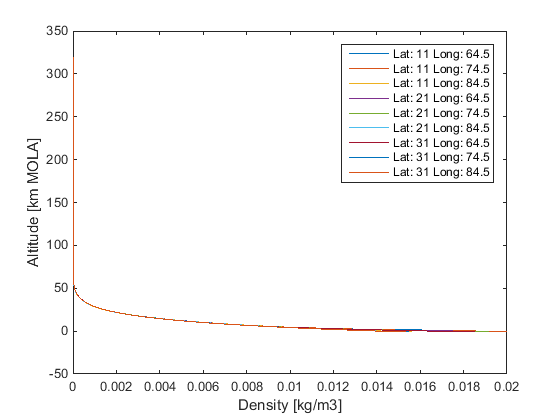 350
300
250
200
150
100
50
0
-50
Altitude [km MOLA]
Lat: 11 Long: 64.5
Lat: 11 Long: 74.5
Lat: 11 Long: 84.5
Lat: 21 Long: 64.5
Lat: 21 Long: 74.5
Lat: 21 Long: 84.5
Lat: 31 Long: 64.5
Lat: 31 Long: 74.5
Lat: 31 Long: 84.5
0 0.002 0.004 0.006 0.008 0.01 0.012 0.014 0.016 0.018 0.02
Density [kg/m3]